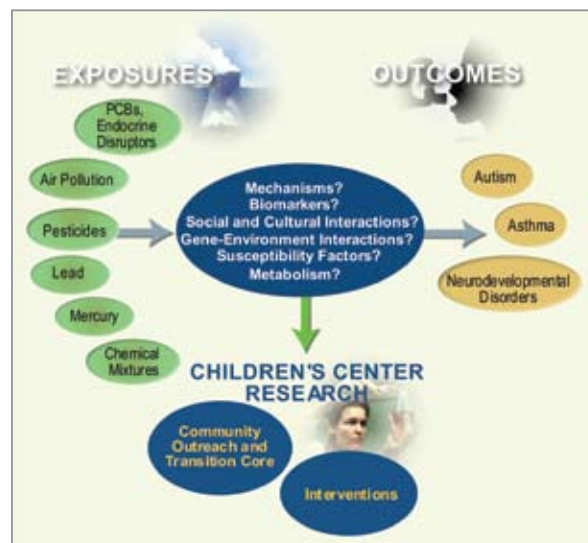 EXPOSURES
OUTCOMES
PCBs,
Endocrine
Disruptors
Air Pollution
Pesticides
Lead
Mercury
Chemical
Mixtures
Mechanisms?
Biomarkers?
Social and Cultural Interactions?
Gene-Environment Interactions?
Susceptibility Factors?
Metabolism?
Autism
Asthma
Neurodevelopmental
Disorders
CHILDREN'S CENTER
RESEARCH
Community
Outreach and
Transition Core
Interventions